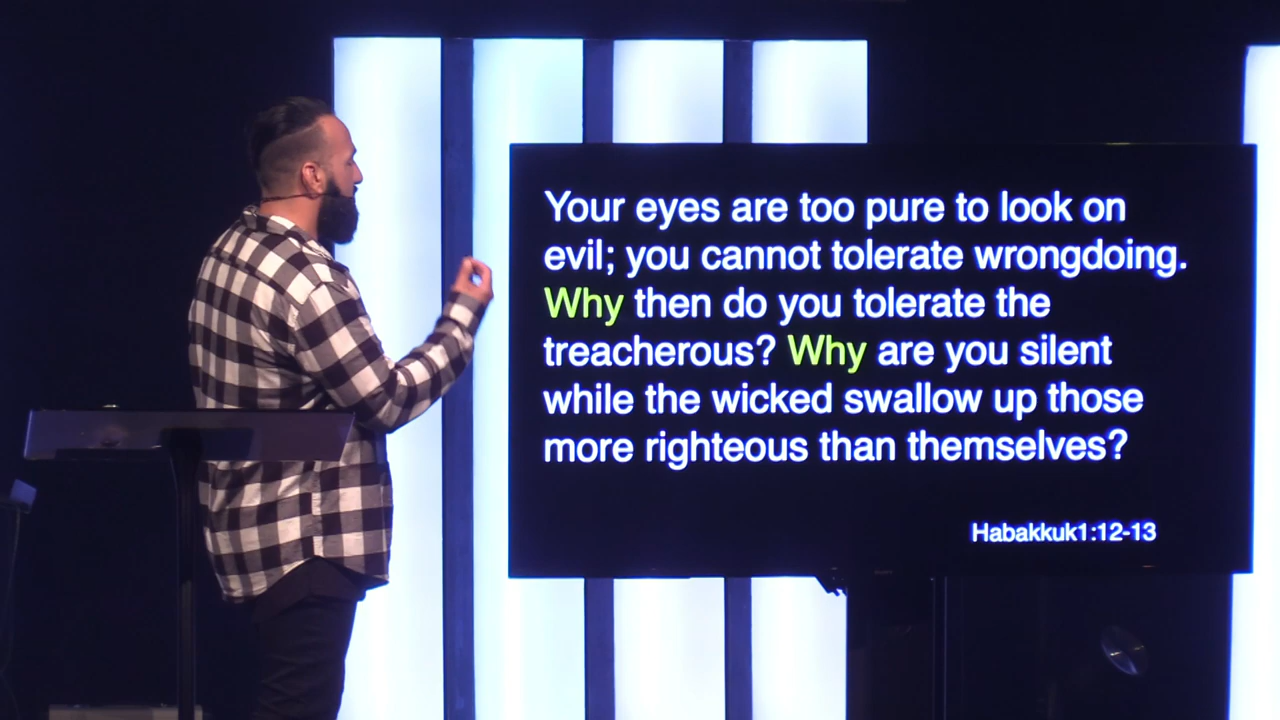 Your eyes are too pure to look on
evil; you cannot tolerate wrongdoing.
Why then do you tolerate the
treacherous? Why are you silent
while the wicked swallow up those
more righteous than themselves?
Habakkuk1:12-13